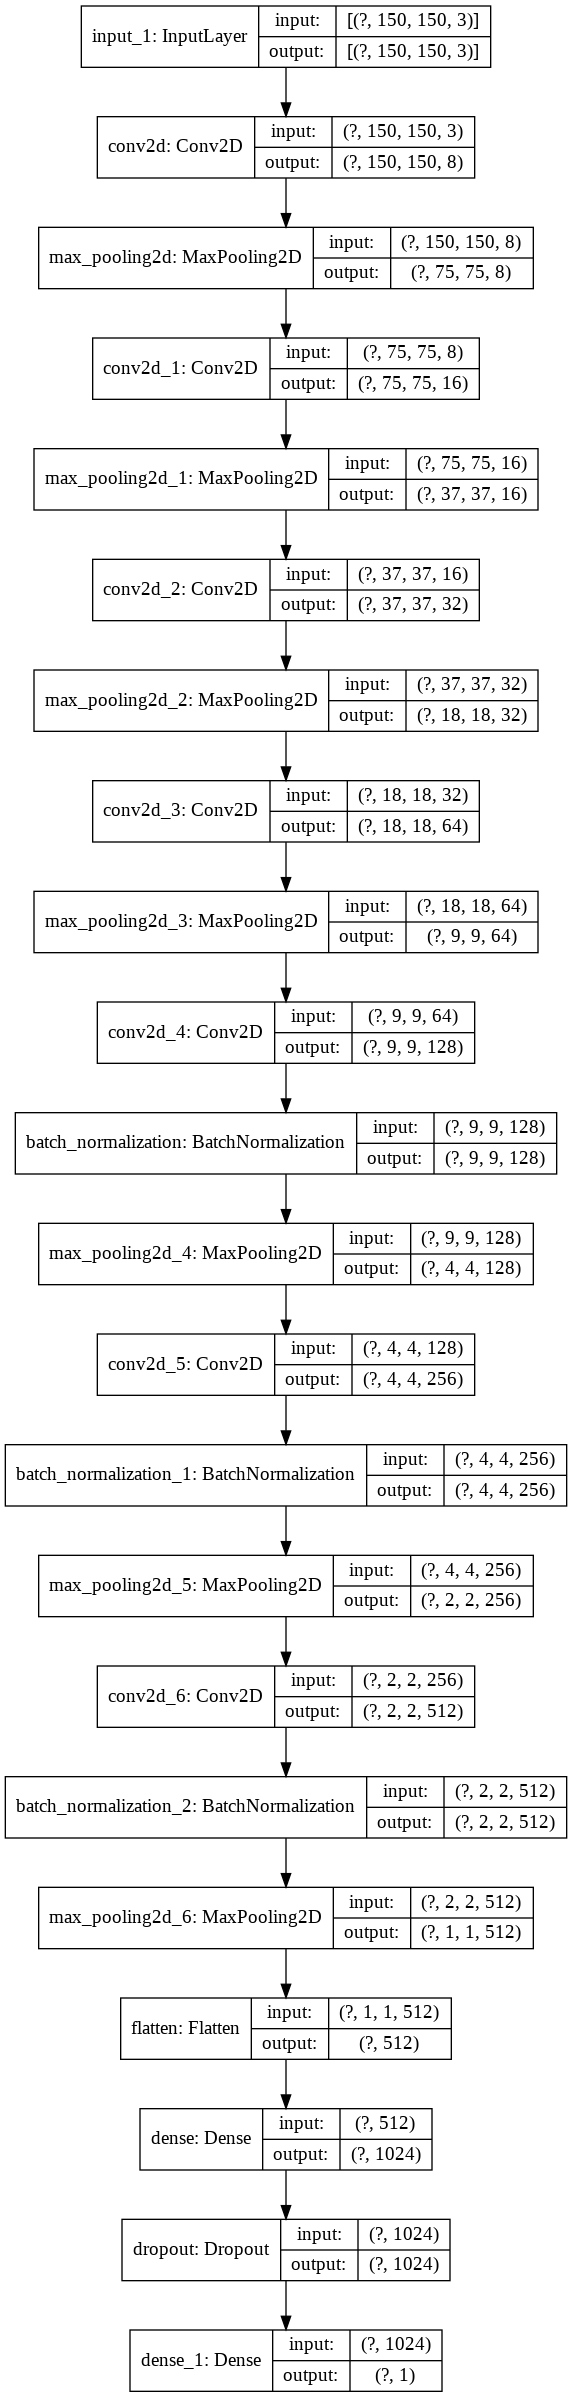 input_1: InputLayer
input: [(?, 150, 150, 3)]
output: [(?, 150, 150, 3)]
conv2d: Conv2D
input: (?, 150, 150, 3)
output: (?, 150, 150, 8)
max_pooling2d: MaxPooling2D
input: (?, 150, 150, 8)
output: (?, 75, 75, 8)
conv2d_1: Conv2D
input: (?, 75, 75, 8)
output: (?, 75, 75, 16)
max_pooling2d_1: MaxPooling2D
input: (?, 75, 75, 16)
output: (?, 37, 37, 16)
conv2d_2: Conv2D
input: (?, 37, 37, 16)
output: (?, 37, 37, 32)
max_pooling2d_2: MaxPooling2D
input: (?, 37, 37, 32)
output: (?, 18, 18, 32)
conv2d_3: Conv2D
input: (?, 18, 18, 32)
output: (?, 18, 18, 64)
max_pooling2d_3: MaxPooling2D
input: (?, 18, 18, 64)
output: (?, 9, 9, 64)
conv2d_4: Conv2D
input: (?, 9, 9, 64)
output: (?, 9, 9, 128)
batch_normalization: BatchNormalization
input: (?, 9, 9, 128)
output: (?, 9, 9, 128)
max_pooling2d_4: MaxPooling2D
input: (?, 9, 9, 128)
output: (?, 4, 4, 128)
conv2d_5: Conv2D
input: (?, 4, 4, 128)
output: (?, 4, 4, 256)
batch_normalization_1: BatchNormalization
input: (?, 4, 4, 256)
output: (?, 4, 4, 256)
max_pooling2d_5: MaxPooling2D
input: (?, 4, 4, 256)
output: (?, 2, 2, 256)
conv2d_6: Conv2D
input: (?, 2, 2, 256)
output: (?, 2, 2, 512)
batch_normalization_2: BatchNormalization
input: (?, 2, 2, 512)
output: (?, 2, 2, 512)
max_pooling2d_6: MaxPooling2D
input: (?, 2, 2, 512)
output: (?, 1, 1, 512)
flatten: Flatten
input: (?, 1, 1, 512)
output: (?, 512)
dense: Dense
input: (?, 512)
output: (?, 1024)
dropout: Dropout
input: (?, 1024)
output: (?, 1024)
dense_1: Dense
input: (?, 1024)
output: (?, 1)